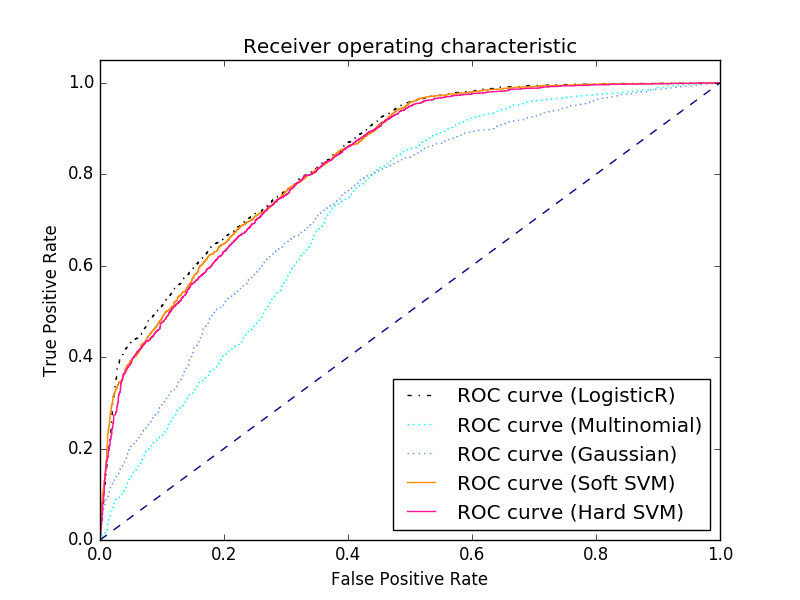 Receiver operating characteristic
1.0
0.8
0.6
0.4
0.2
0.0
True Positive Rate
ROC curve (LogisticR)
ROC curve (Multinomial)
ROC curve (Gaussian)
ROC curve (Soft SVM)
ROC curve (Hard SVM)
0.0 0.2 0.4 0.6 0.8 1.0
False Positive Rate